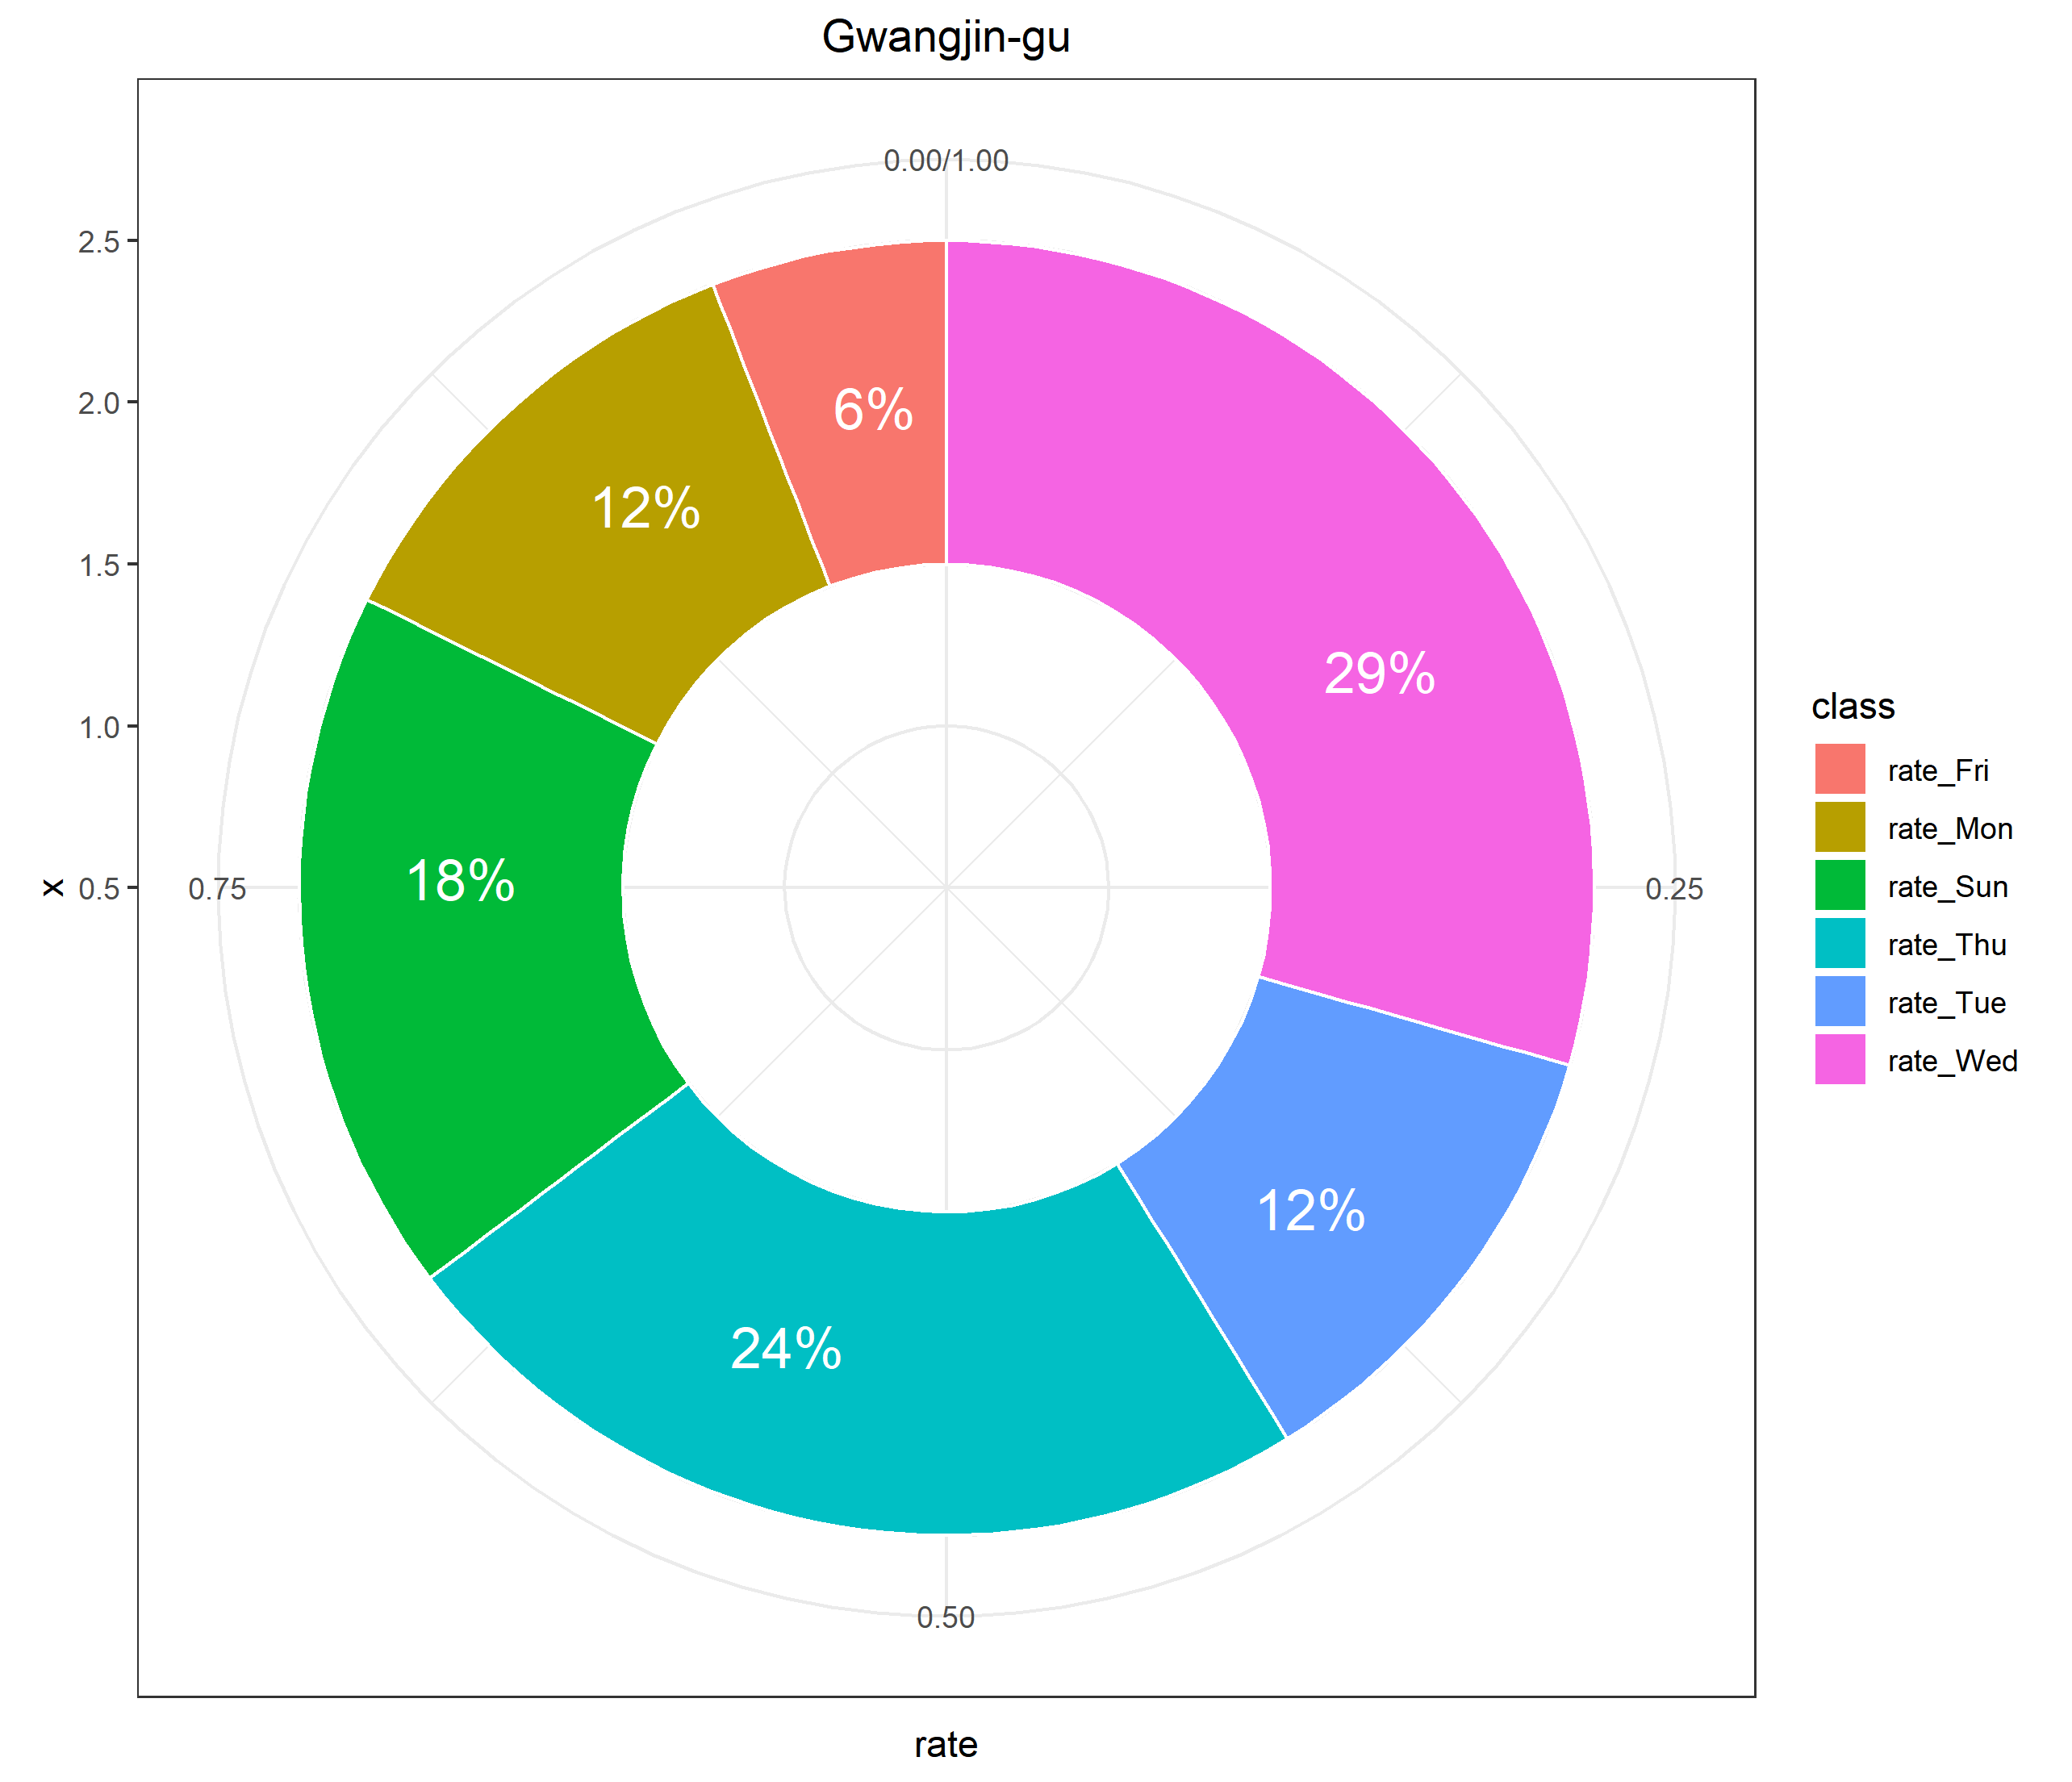 Gwangjin-gu
0.00/1.00
2.5
2.0
6%
12%
1.5
29%
1.0
class
rate_Fri
rate_Mon
rate_Sun
rate_Thu
rate_Tue
rate_Wed
x
0.5
0.75
18%
0.25
12%
24%
0.50
rate